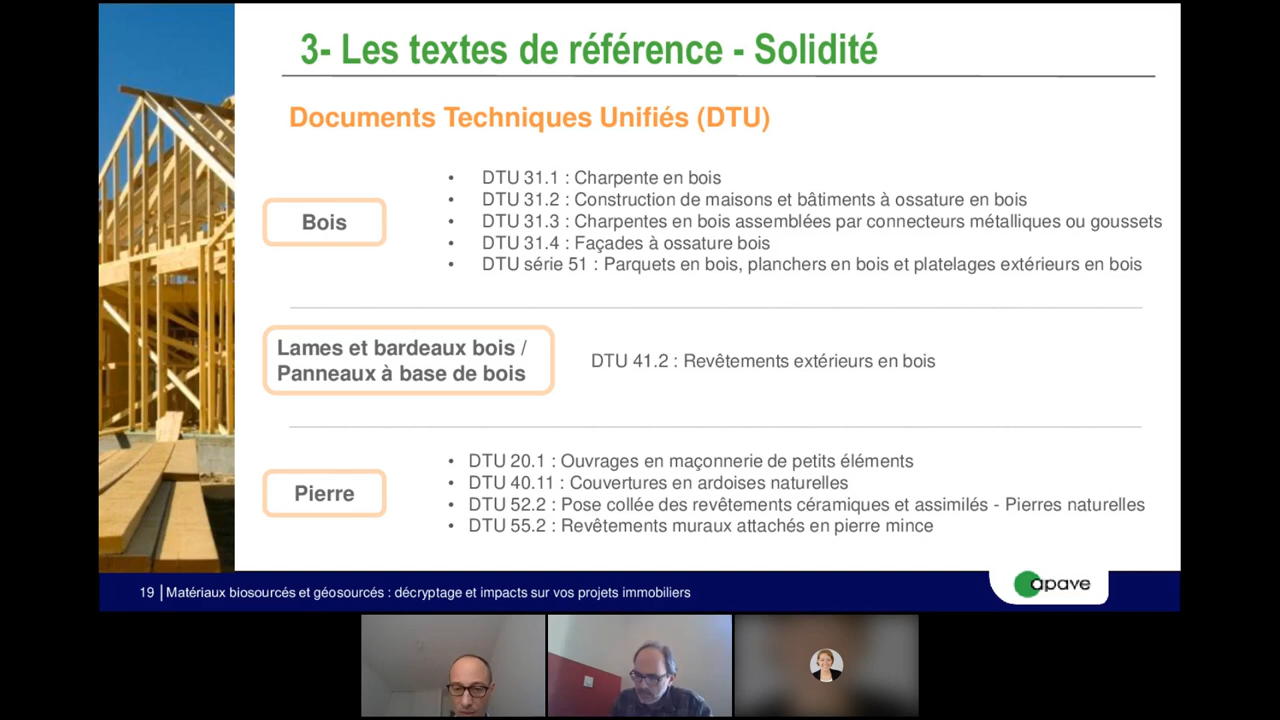 3- Les textes de référence - Solidité
Documents Techniques Unifiés (DTU)
Bois
• DTU 31.1 : Charpente en bois
• DTU 31.2 : Construction de maisons et bâtiments à ossature en bois
• DTU 31.3 : Charpentes en bois assemblées par connecteurs métalliques ou goussets
• DTU 31.4 : Façades à ossature bois
• DTU série 51 : Parquets en bois, planchers en bois et platelages extérieurs en bois
Lames et bardeaux bois /
Panneaux à base de bois
DTU 41.2 : Revêtements extérieurs en bois
Pierre
• DTU 20.1 : Ouvrages en maçonnerie de petits éléments
• DTU 40.11 : Couvertures en ardoises naturelles
• DTU 52.2 : Pose collée des revêtements céramiques et assimilés - Pierres naturelles
• DTU 55.2 : Revêtements muraux attachés en pierre mince
19 | Matériaux biosourcés et géosourcés : décryptage et impacts sur vos projets immobiliers
apave